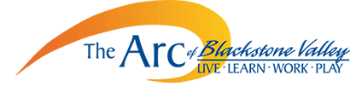 The Arc of Blackstone Valley
LIVE · LEARN · WORK · PLAY